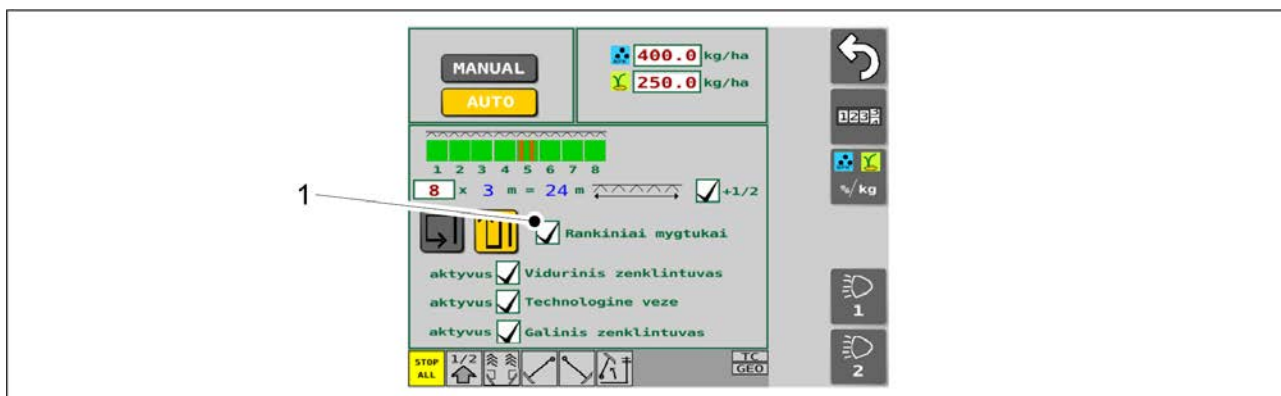 MANUAL
AUTO
400.0 kg/ha
250.0 kg/ha
1 2 3 4 5 6 7 8
8 x 3 m = 24 m +1/2
1
Rankiniai mygtukai
aktyvus Vidurinis zenklintuvas
aktyvus Technologine veze
aktyvus Galinis zenklintuvas
STOP
ALL
1/2
TC
GEO
%/kg
1
2